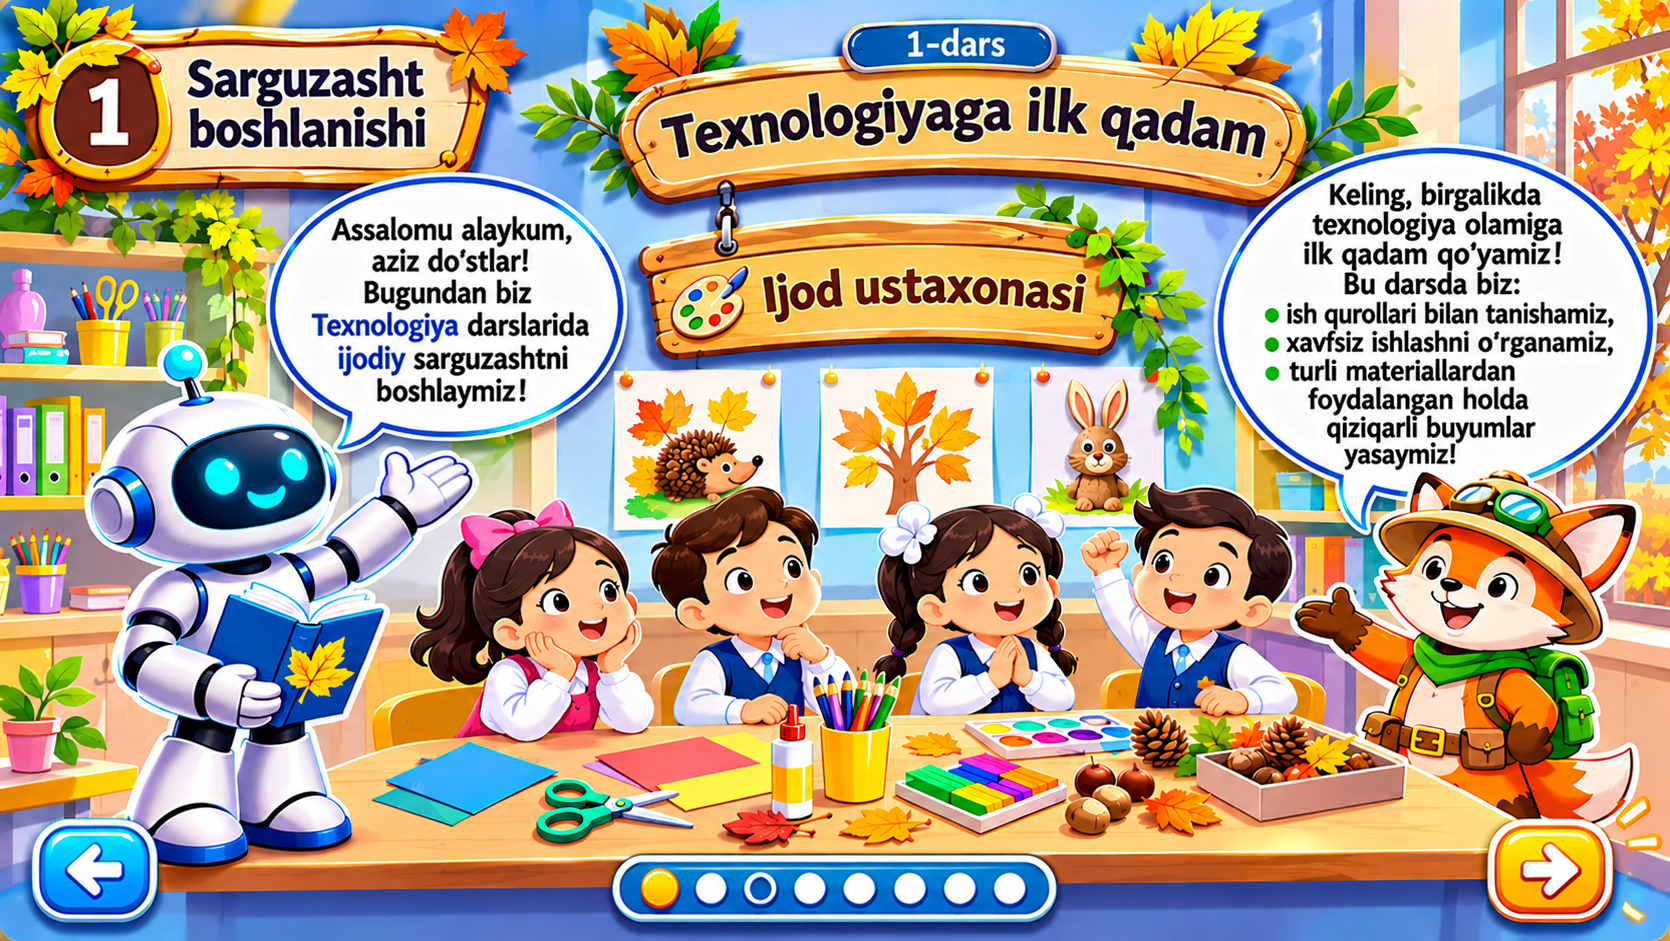 1
Sarguzasht
boshlanishi
1-dars
Texnologiyaga ilk qadam
Ijod ustaxonasi
Assalomu alaykum,
aziz do‘stlar!
Bugundan biz
Texnologiya darslarida
ijodiy sarguzashtni
boshlaymiz!
Keling, birgalikda
texnologiya olamiga
ilk qadam qo‘yamiz!
Bu darsda biz:
• ish qurollari bilan tanishamiz,
• xavfsiz ishlashni o‘rganamiz,
• turli materiallardan
foydalangan holda
qiziqarli buyumlar
yasaymiz!